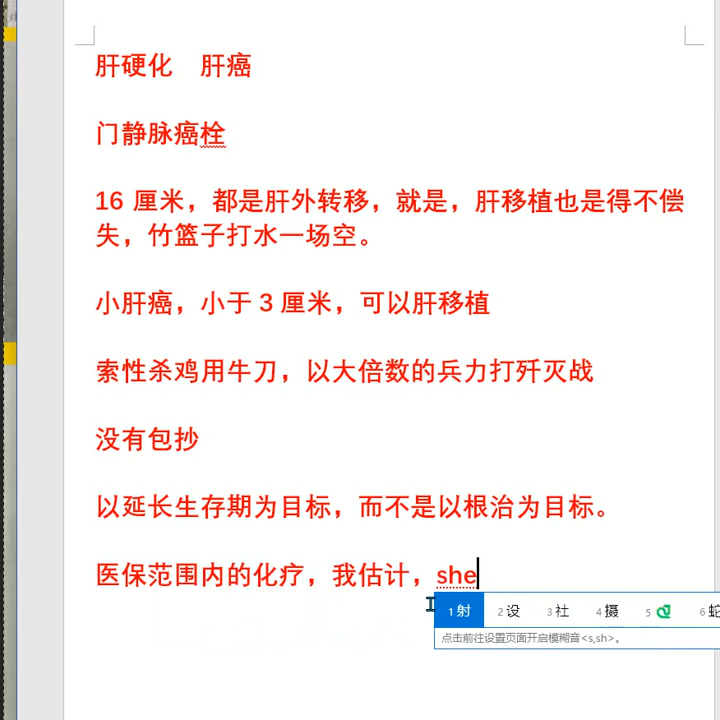 肝硬化　肝癌
门静脉癌栓
16 厘米，都是肝外转移，就是，肝移植也是得不偿
失，竹篮子打水一场空。
小肝癌，小于 3 厘米，可以肝移植
索性杀鸡用牛刀，以大倍数的兵力打歼灭战
没有包抄
以延长生存期为目标，而不是以根治为目标。
医保范围内的化疗，我估计，she
1 射 2 设 3 社 4 摄 5 6 蛇
点击前往设置页面开启模糊音<s,sh>。